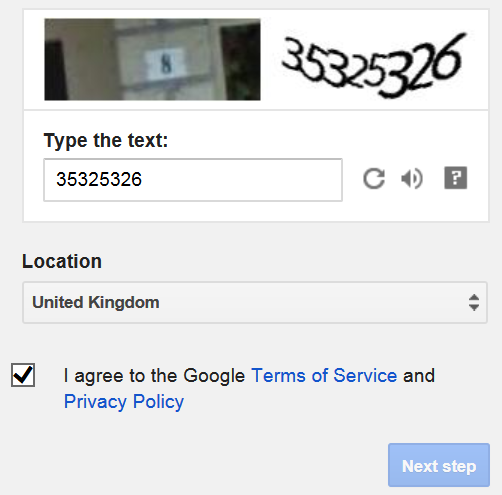 8 35325326
Type the text:
35325326
?
Location
United Kingdom
I agree to the Google Terms of Service and
Privacy Policy
Next step